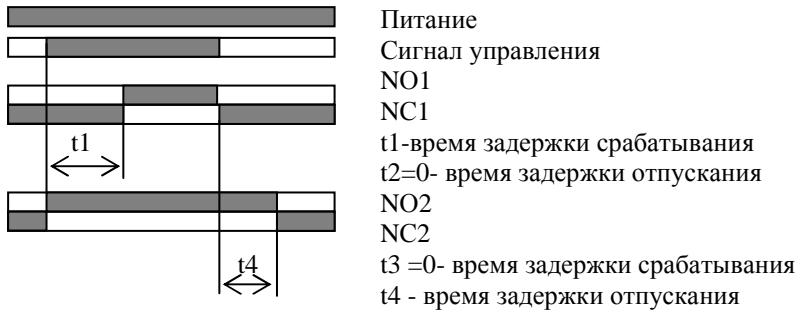 Питание
Сигнал управления
NO1
NC1
t1
t1-время задержки срабатывания
t2=0- время задержки отпускания
NO2
NC2
t4
t3 =0- время задержки срабатывания
t4 - время задержки отпускания